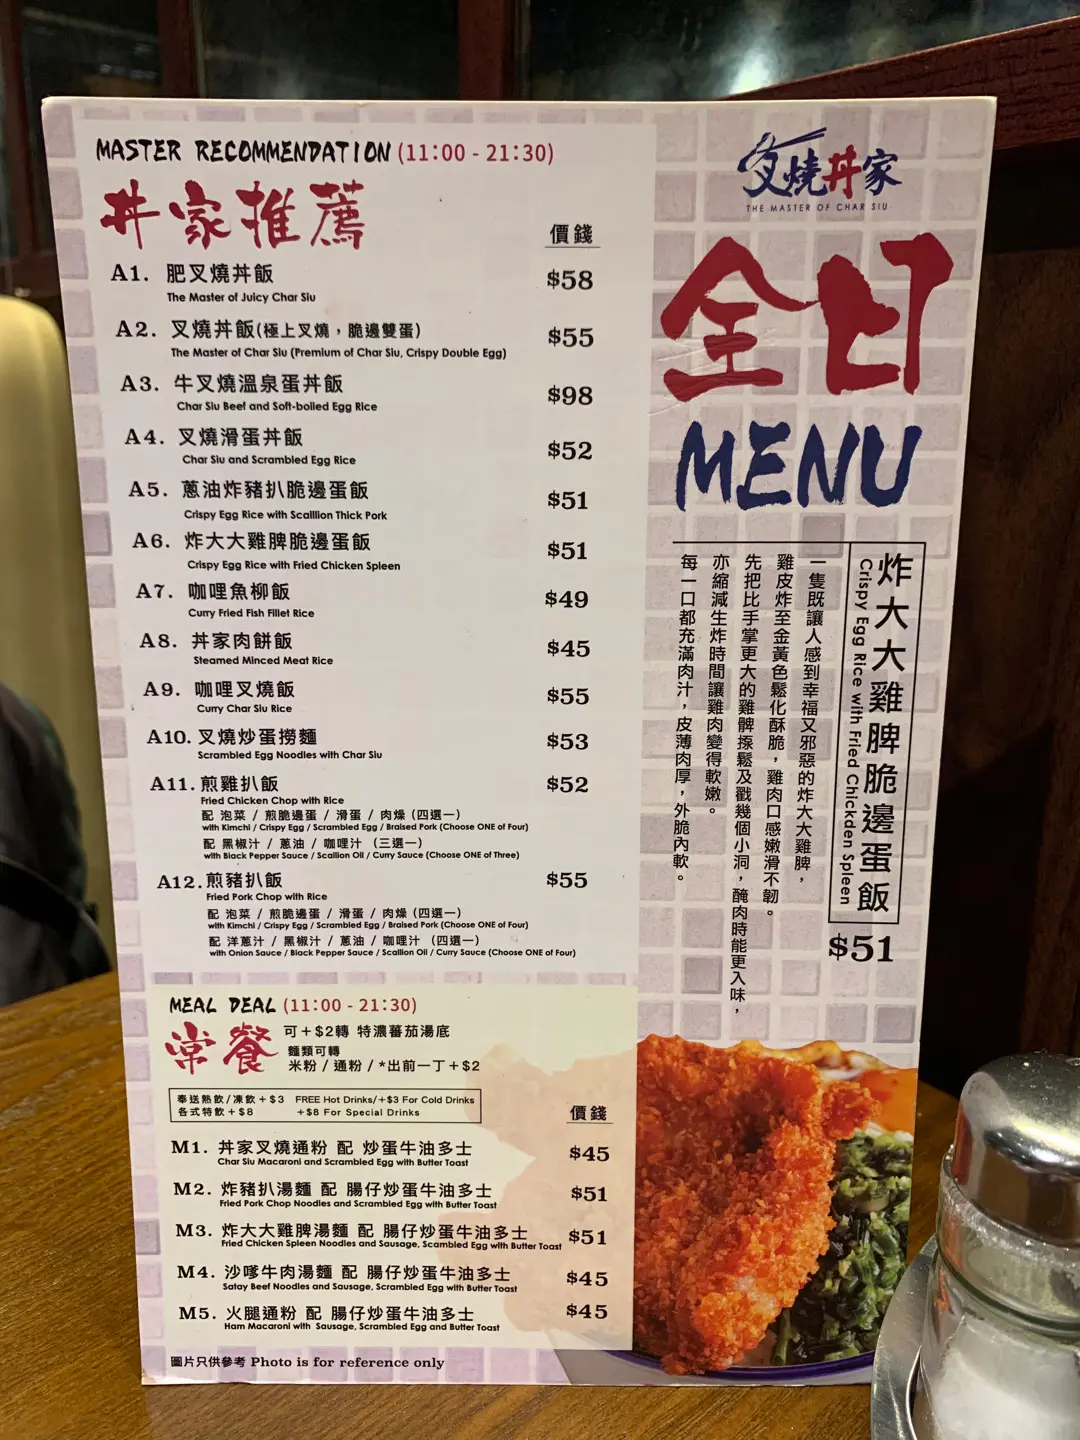 MASTER RECOMMENDATION (11:00 - 21:30)
丼家推薦
價錢
A1. 肥叉燒丼飯 $58
The Master of Juicy Char Siu
A2. 叉燒丼飯(極上叉燒，脆邊雙蛋) $55
The Master of Char Siu (Premium of Char Siu, Crispy Double Egg)
A3. 牛叉燒溫泉蛋丼飯 $98
Char Siu Beef and Soft-boiled Egg Rice
A4. 叉燒滑蛋丼飯 $52
Char Siu and Scrambled Egg Rice
A5. 蔥油炸豬扒脆邊蛋飯 $51
Crispy Egg Rice with Scalllion Thick Pork
A6. 炸大大雞脾脆邊蛋飯 $51
Crispy Egg Rice with Fried Chicken Spleen
A7. 咖哩魚柳飯 $49
Curry Fried Fish Fillet Rice
A8. 丼家肉餅飯 $45
Steamed Minced Meat Rice
A9. 咖哩叉燒飯 $55
Curry Char Siu Rice
A10. 叉燒炒蛋撈麵 $53
Scrambled Egg Noodles with Char Siu
A11. 煎雞扒飯 $52
Fried Chicken Chop with Rice
配 泡菜 / 煎脆邊蛋 / 滑蛋 / 肉燥 (四選一)
with Kimchi / Crispy Egg / Scrambled Egg / Braised Pork (Choose ONE of Four)
配 黑椒汁 / 蔥油 / 咖哩汁 (三選一)
with Black Pepper Sauce / Scallion Oil / Curry Sauce (Choose ONE of Three)
A12. 煎豬扒飯 $55
Fried Pork Chop with Rice
配 泡菜 / 煎脆邊蛋 / 滑蛋 / 肉燥 (四選一)
with Kimchi / Crispy Egg / Scrambled Egg / Braised Pork (Choose ONE of Four)
配 洋蔥汁 / 黑椒汁 / 蔥油 / 咖哩汁 (四選一)
with Onion Sauce / Black Pepper Sauce / Scallion Oil / Curry Sauce (Choose ONE of Four)
MEAL DEAL (11:00 - 21:30)
常餐
可＋$2轉 特濃蕃茄湯底
麵類可轉
米粉 / 通粉 / *出前一丁＋$2
奉送熱飲/凍飲＋$3 FREE Hot Drinks/+$3 For Cold Drinks
各式特飲＋$8 +$8 For Special Drinks
價錢
M1. 丼家叉燒通粉 配 炒蛋牛油多士 $45
Char Siu Macaroni and Scrambled Egg with Butter Toast
M2. 炸豬扒湯麵 配 腸仔炒蛋牛油多士 $51
Fried Pork Chop Noodles and Scrambled Egg with Butter Toast
M3. 炸大大雞脾湯麵 配 腸仔炒蛋牛油多士 $51
Fried Chicken Spleen Noodles and Sausage, Scambled Egg with Butter Toast
M4. 沙嗲牛肉湯麵 配 腸仔炒蛋牛油多士 $45
Satay Beef Noodles and Sausage, Scrambled Egg with Butter Toast
M5. 火腿通粉 配 腸仔炒蛋牛油多士 $45
Ham Macaroni with Sausage, Scrambled Egg and Butter Toast
圖片只供參考 Photo is for reference only
叉燒丼家
THE MASTER OF CHAR SIU
全日
MENU
炸大大雞脾脆邊蛋飯
Crispy Egg Rice with Fried Chickden Spleen
$51
一隻既讓人感到幸福又邪惡的炸大大雞脾，
雞皮炸至金黃色鬆化酥脆，雞肉口感嫩滑不韌。
先把比手掌更大的雞髀搽鬆及戳幾個小洞，醃肉時能更入味，
亦縮減生炸時間讓雞肉變得軟嫩。
每一口都充滿肉汁，皮薄肉厚，外脆內軟。